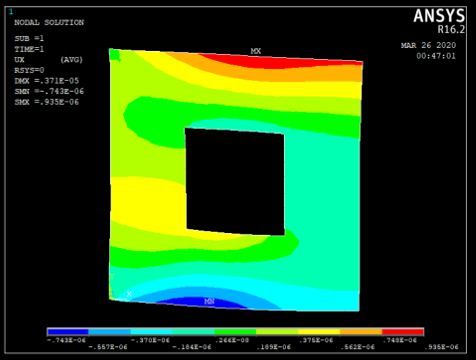 1
NODAL SOLUTION
SUB =1
TIME=1
UX (AVG)
RSYS=0
DMX =.371E-05
SMN =-.743E-06
SMX =.935E-06
ANSYS
R16.2
MAR 26 2020
00:47:01
MX
Y
X
MN
-.743E-06
-.557E-06
-.370E-06
-.184E-06
.266E-08
.189E-06
.375E-06
.562E-06
.748E-06
.935E-06